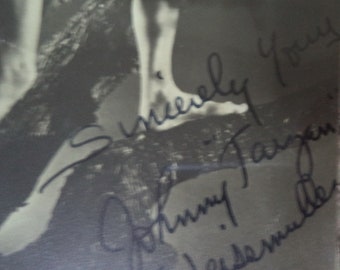 Sincerely Yours
Johnny "Tarzan"
Weissmuller